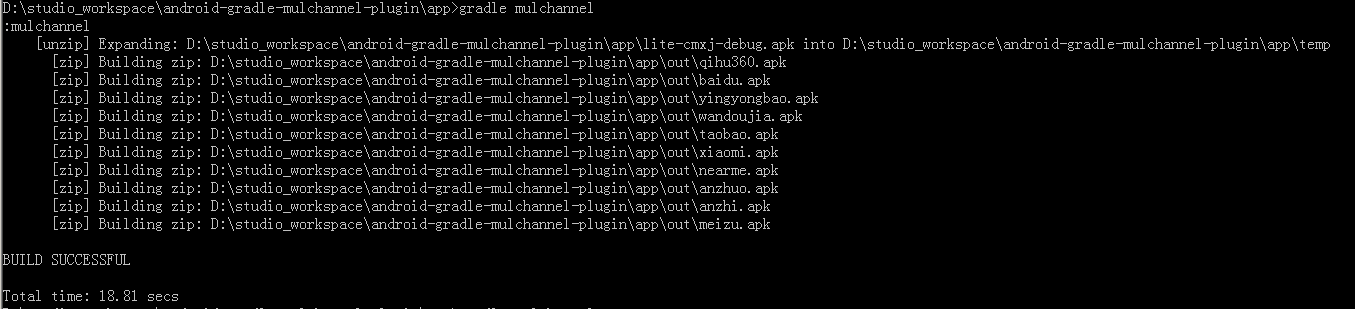 D:\studio_workspace\android-gradle-mulchannel-plugin\app>gradle mulchannel
:mulchannel
[unzip] Expanding: D:\studio_workspace\android-gradle-mulchannel-plugin\app\lite-cmxj-debug.apk into D:\studio_workspace\android-gradle-mulchannel-plugin\app\temp
[zip] Building zip: D:\studio_workspace\android-gradle-mulchannel-plugin\app\out\qihu360.apk
[zip] Building zip: D:\studio_workspace\android-gradle-mulchannel-plugin\app\out\baidu.apk
[zip] Building zip: D:\studio_workspace\android-gradle-mulchannel-plugin\app\out\yingyongbao.apk
[zip] Building zip: D:\studio_workspace\android-gradle-mulchannel-plugin\app\out\wandoujia.apk
[zip] Building zip: D:\studio_workspace\android-gradle-mulchannel-plugin\app\out\taobao.apk
[zip] Building zip: D:\studio_workspace\android-gradle-mulchannel-plugin\app\out\xiaomi.apk
[zip] Building zip: D:\studio_workspace\android-gradle-mulchannel-plugin\app\out\nearme.apk
[zip] Building zip: D:\studio_workspace\android-gradle-mulchannel-plugin\app\out\anzhuo.apk
[zip] Building zip: D:\studio_workspace\android-gradle-mulchannel-plugin\app\out\anzhi.apk
[zip] Building zip: D:\studio_workspace\android-gradle-mulchannel-plugin\app\out\meizu.apk
BUILD SUCCESSFUL
Total time: 18.81 secs